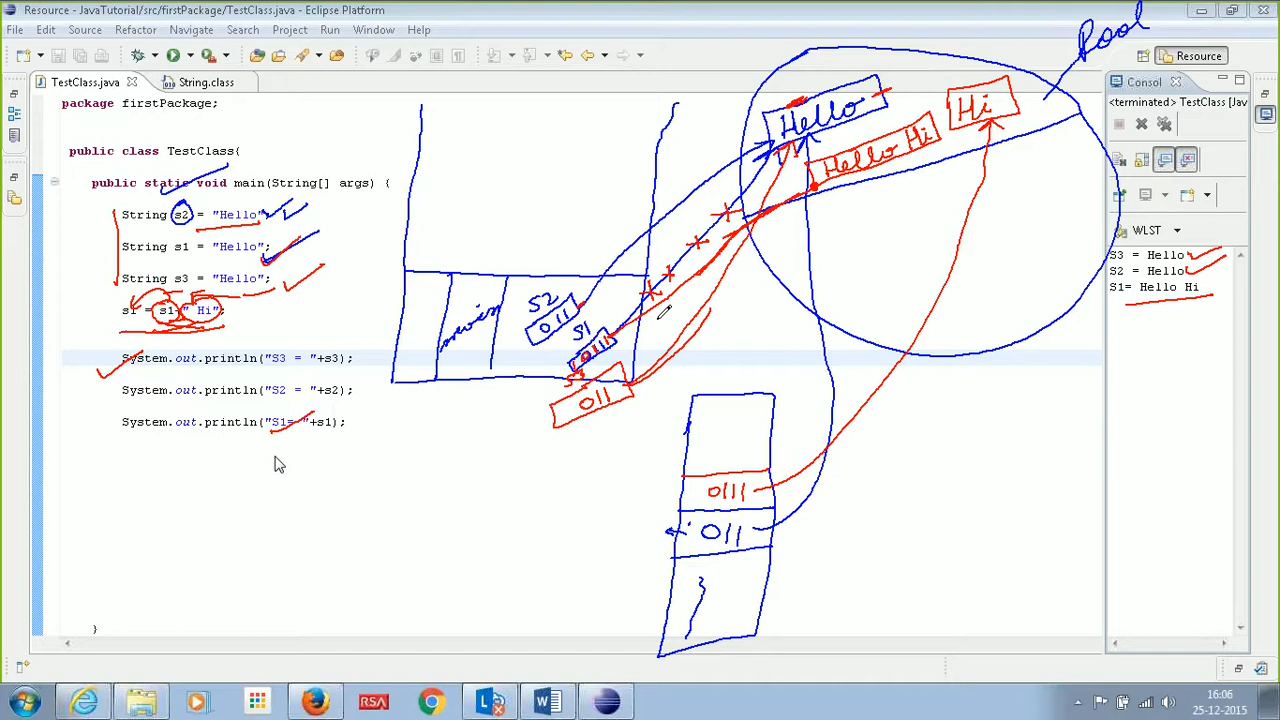 Resource - JavaTutorial/src/firstPackage/TestClass.java - Eclipse Platform
File Edit Source Refactor Navigate Search Project Run Window
Pool
Resource
TestClass.java String.class
Consol
package firstPackage;
<terminated> TestClass [Jav
Hello
Hi
Hello Hi
public class TestClass{
public static void main(String[] args) {
String s2 = "Hello"
String s1 = "Hello";
String s3 = "Hello";
s1 = s1+" Hi";
WLST
S3 = Hello
S2 = Hello
S1= Hello Hi
S2
011
S1
0111
S3
011
System.out.println("S3 = "+s3);
System.out.println("S2 = "+s2);
System.out.println("S1= "+s1);
0111
011
}
RSA
16:06
25-12-2015